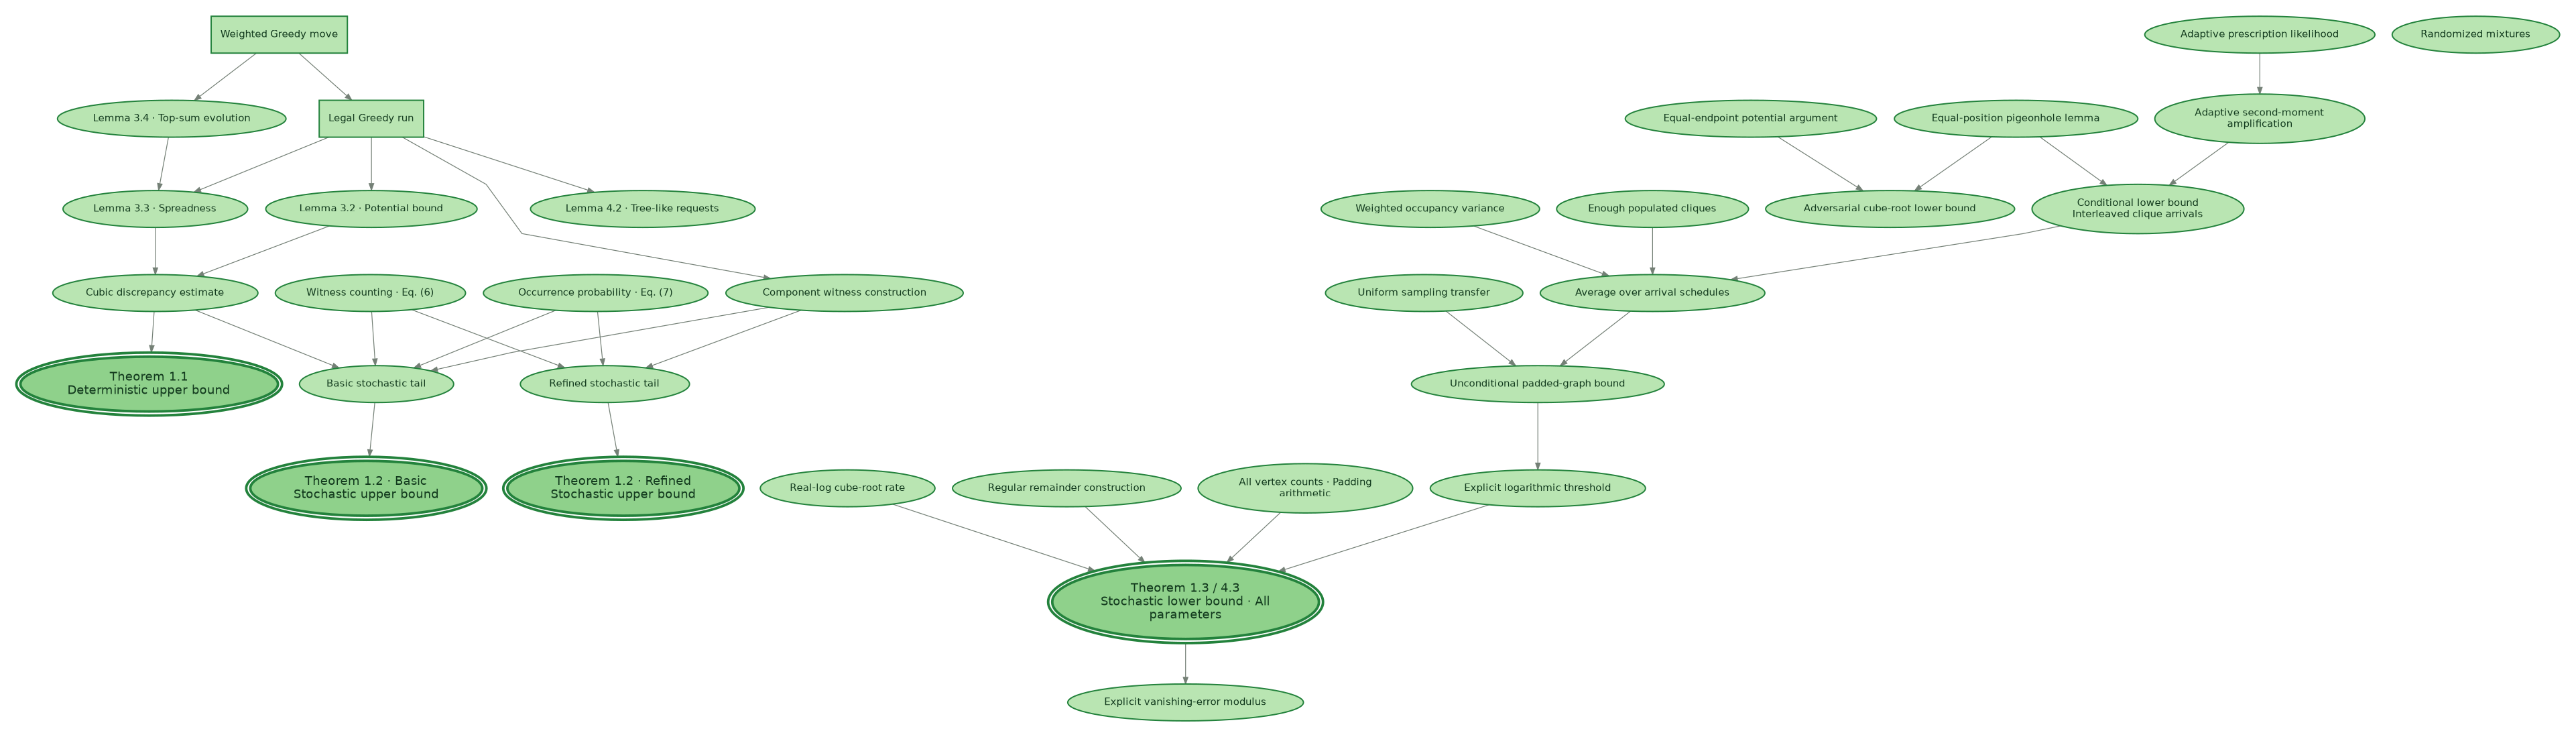 Weighted Greedy move
Adaptive prescription likelihood
Randomized mixtures
Lemma 3.4 · Top-sum evolution
Legal Greedy run
Equal-endpoint potential argument
Equal-position pigeonhole lemma
Adaptive second-moment
amplification
Lemma 3.3 · Spreadness
Lemma 3.2 · Potential bound
Lemma 4.2 · Tree-like requests
Weighted occupancy variance
Enough populated cliques
Adversarial cube-root lower bound
Conditional lower bound
Interleaved clique arrivals
Cubic discrepancy estimate
Witness counting · Eq. (6)
Occurrence probability · Eq. (7)
Component witness construction
Uniform sampling transfer
Average over arrival schedules
Theorem 1.1
Deterministic upper bound
Basic stochastic tail
Refined stochastic tail
Unconditional padded-graph bound
Theorem 1.2 · Basic
Stochastic upper bound
Theorem 1.2 · Refined
Stochastic upper bound
Real-log cube-root rate
Regular remainder construction
All vertex counts · Padding
arithmetic
Explicit logarithmic threshold
Theorem 1.3 / 4.3
Stochastic lower bound · All
parameters
Explicit vanishing-error modulus